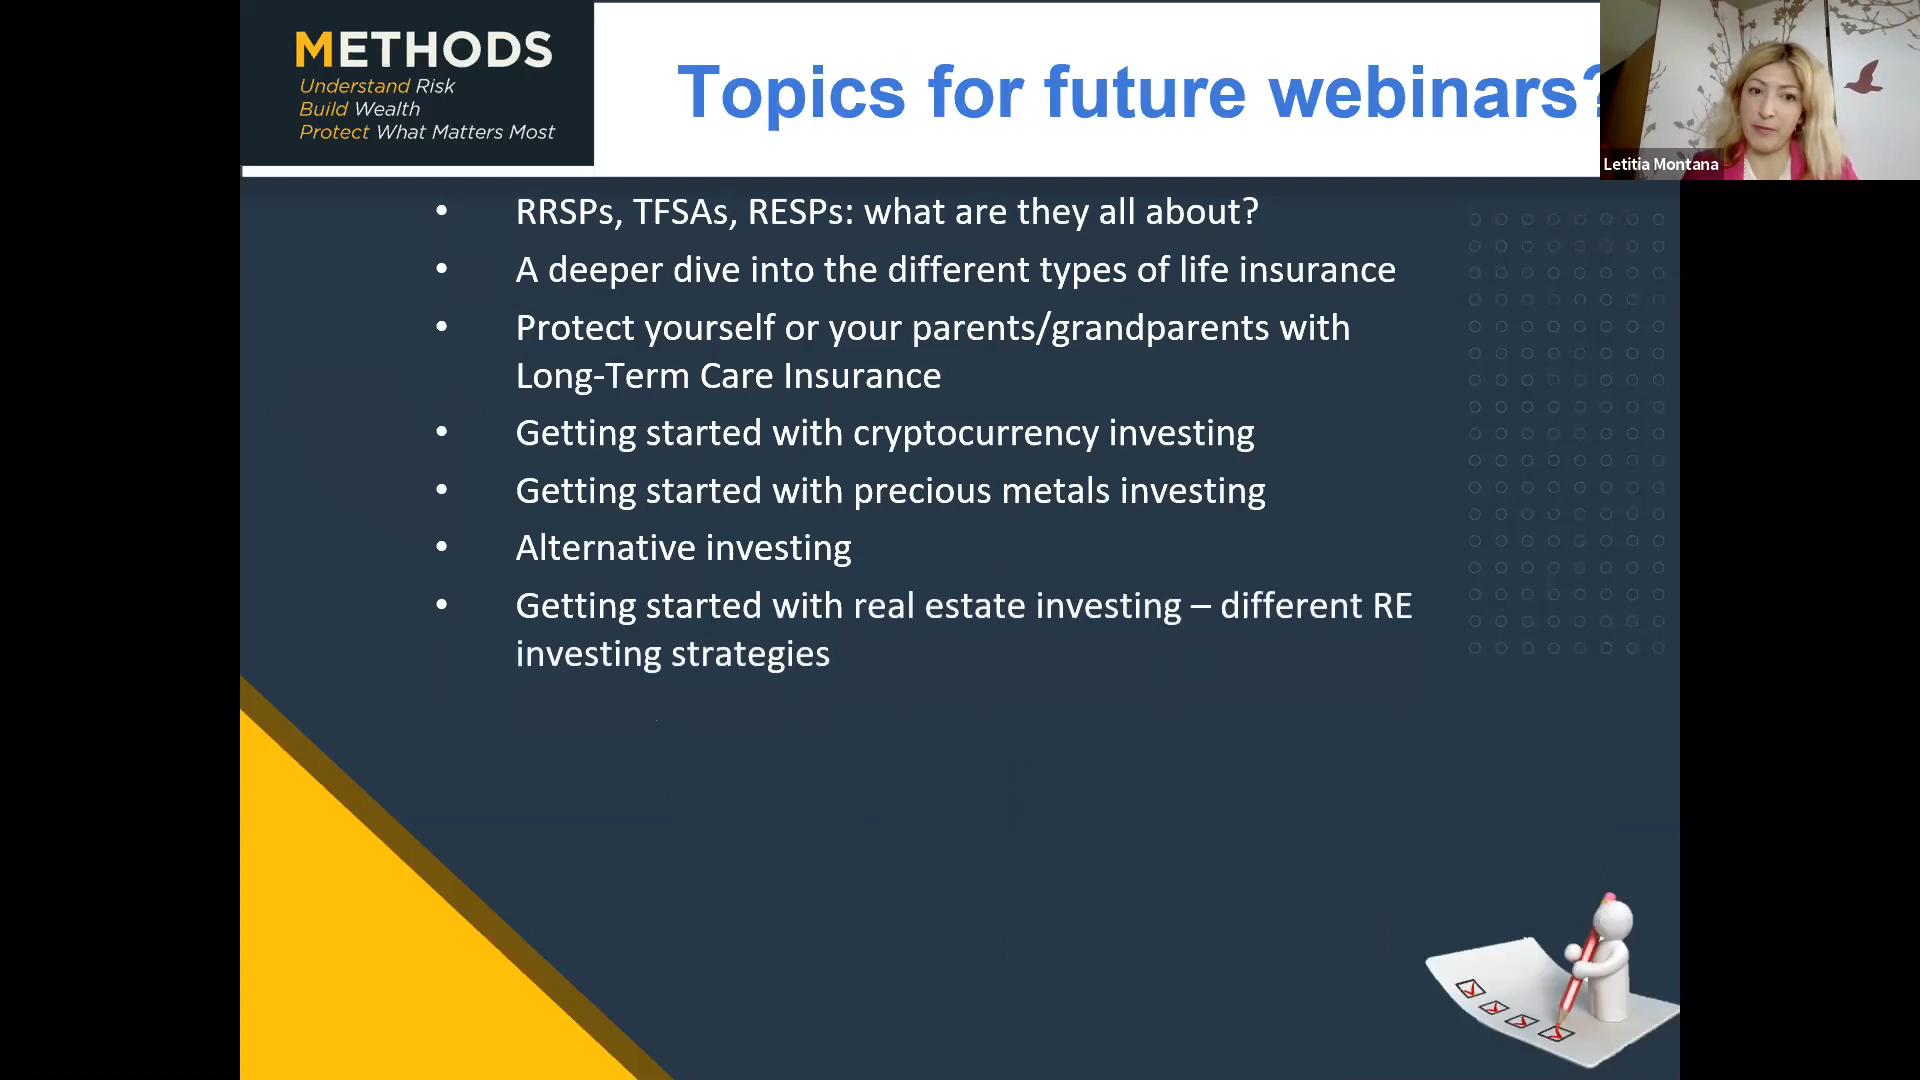 METHODS
Understand Risk
Build Wealth
Protect What Matters Most
Topics for future webinars?
Letitia Montana
• RRSPs, TFSAs, RESPs: what are they all about?
• A deeper dive into the different types of life insurance
• Protect yourself or your parents/grandparents with
Long-Term Care Insurance
• Getting started with cryptocurrency investing
• Getting started with precious metals investing
• Alternative investing
• Getting started with real estate investing – different RE
investing strategies